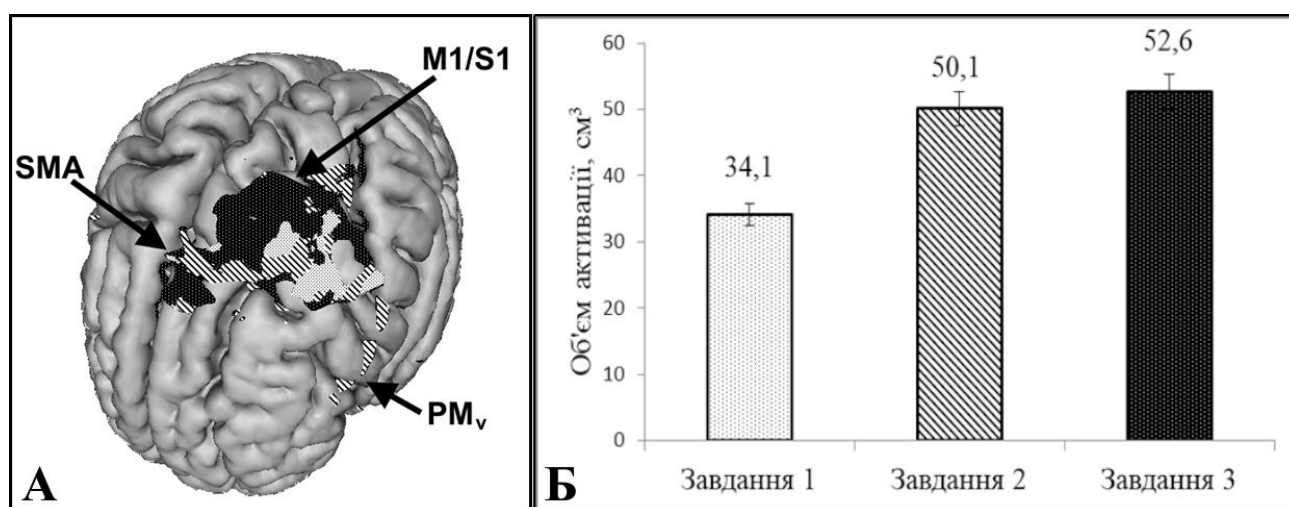 M1/S1
SMA
PMv
А
Об'єм активації, см³
60
50
40
30
20
10
0
34,1
50,1
52,6
Завдання 1
Завдання 2
Завдання 3
Б